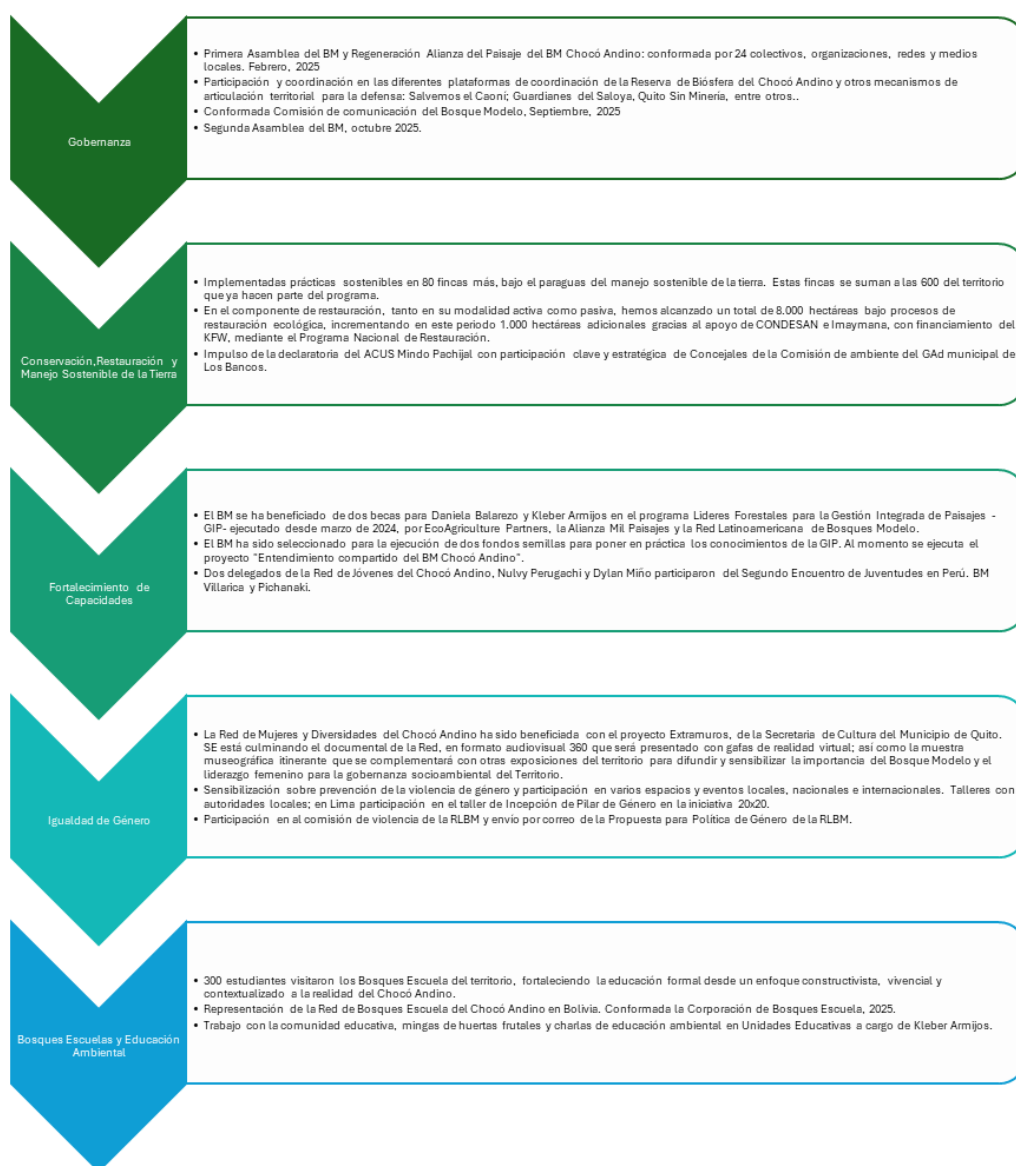 Gobernanza
• Primera Asamblea del BM y Regeneración Alianza del Paisaje del BM Chocó Andino: conformada por 24 colectivos, organizaciones, redes y medios
locales. Febrero, 2025
• Participación y coordinación en las diferentes plataformas de coordinación de la Reserva de Biósfera del Chocó Andino y otros mecanismos de
articulación territorial para la defensa: Salvemos el Caoní; Guardianes del Saloya, Quito Sin Minería, entre otros..
• Conformada Comisión de comunicación del Bosque Modelo, Septiembre, 2025
• Segunda Asamblea del BM, octubre 2025.
Conservación,Restauración y
Manejo Sostenible de la Tierra
• Implementadas prácticas sostenibles en 80 fincas más, bajo el paraguas del manejo sostenible de la tierra. Estas fincas se suman a las 600 del territorio
que ya hacen parte del programa.
• En el componente de restauración, tanto en su modalidad activa como pasiva, hemos alcanzado un total de 8.000 hectáreas bajo procesos de
restauración ecológica, incrementando en este periodo 1.000 hectáreas adicionales gracias al apoyo de CONDESAN e Imaymana, con financiamiento del
KFW, mediante el Programa Nacional de Restauración.
• Impulso de la declaratoria del ACUS Mindo Pachijal con participación clave y estratégica de Concejales de la Comisión de ambiente del GAd municipal de
Los Bancos.
Fortalecimiento de
Capacidades
• El BM se ha beneficiado de dos becas para Daniela Balarezo y Kleber Armijos en el programa Lideres Forestales para la Gestión Integrada de Paisajes -
GIP- ejecutado desde marzo de 2024, por EcoAgriculture Partners, la Alianza Mil Paisajes y la Red Latinoamericana de Bosques Modelo.
• El BM ha sido seleccionado para la ejecución de dos fondos semillas para poner en práctica los conocimientos de la GIP. Al momento se ejecuta el
proyecto "Entendimiento compartido del BM Chocó Andino".
• Dos delegados de la Red de Jóvenes del Chocó Andino, Nulvy Perugachi y Dylan Miño participaron del Segundo Encuentro de Juventudes en Perú. BM
Villarica y Pichanaki.
Igualdad de Género
• La Red de Mujeres y Diversidades del Chocó Andino ha sido beneficiada con el proyecto Extramuros, de la Secretaria de Cultura del Municipio de Quito.
SE está culminando el documental de la Red, en formato audiovisual 360 que será presentado con gafas de realidad virtual; así como la muestra
museográfica itinerante que se complementará con otras exposiciones del territorio para difundir y sensibilizar la importancia del Bosque Modelo y el
liderazgo femenino para la gobernanza socioambiental del Territorio.
• Sensibilización sobre prevención de la violencia de género y participación en varios espacios y eventos locales, nacionales e internacionales. Talleres con
autoridades locales; en Lima participación en el taller de Incepción de Pilar de Género en la iniciativa 20x20.
• Participación en al comisión de violencia de la RLBM y envío por correo de la Propuesta para Política de Género de la RLBM.
Bosques Escuelas y Educación
Ambiental
• 300 estudiantes visitaron los Bosques Escuela del territorio, fortaleciendo la educación formal desde un enfoque constructivista, vivencial y
contextualizado a la realidad del Chocó Andino.
• Representación de la Red de Bosques Escuela del Chocó Andino en Bolivia. Conformada la Corporación de Bosques Escuela, 2025.
• Trabajo con la comunidad educativa, mingas de huertas frutales y charlas de educación ambiental en Unidades Educativas a cargo de Kleber Armijos.